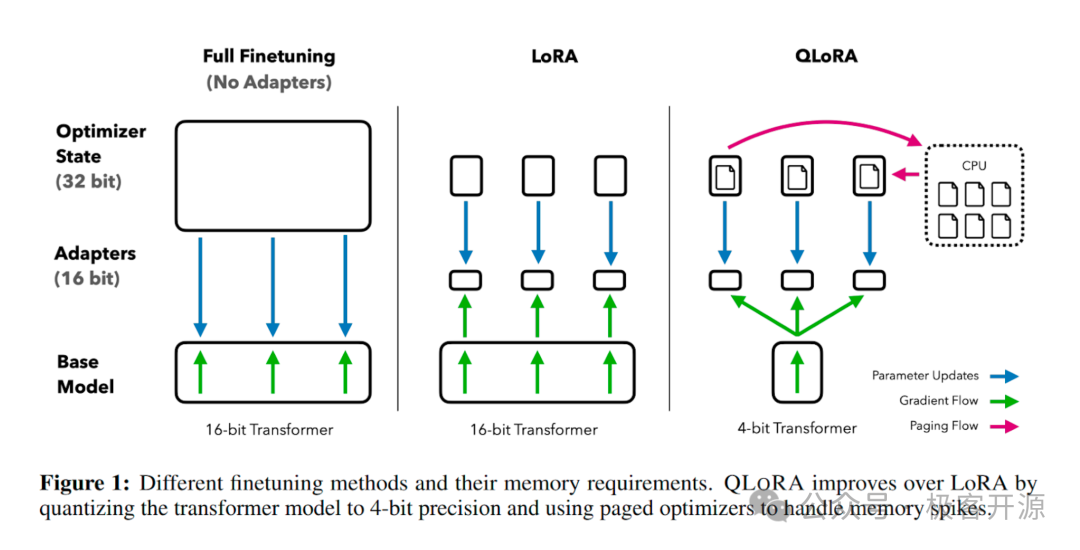 Full Finetuning
(No Adapters)
LoRA
QLoRA
Optimizer
State
(32 bit)
CPU
Adapters
(16 bit)
Base
Model
Parameter Updates
Gradient Flow
Paging Flow
16-bit Transformer
16-bit Transformer
4-bit Transformer
Figure 1: Different finetuning methods and their memory requirements. QLORA improves over LoRA by
quantizing the transformer model to 4-bit precision and using paged optimizers to handle memory spikes.
公众号 · 极客开源